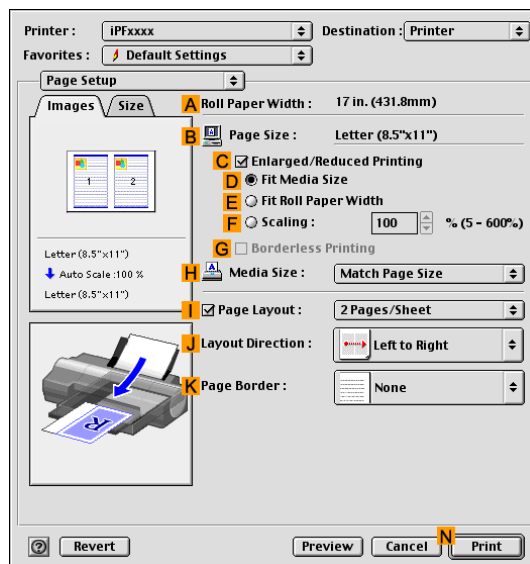 Printer : iPFxxxx Destination : Printer
Favorites : Default Settings
Page Setup
Images Size
A Roll Paper Width : 17 in. (431.8mm)
B Page Size : Letter (8.5"x11")
C Enlarged/Reduced Printing
D Fit Media Size
E Fit Roll Paper Width
F Scaling : 100 % (5 - 600%)
G Borderless Printing
1 2
Letter (8.5"x11")
Auto Scale :100 %
Letter (8.5"x11")
H Media Size : Match Page Size
I Page Layout : 2 Pages/Sheet
J Layout Direction : Left to Right
K Page Border : None
R
? Revert Preview Cancel N Print